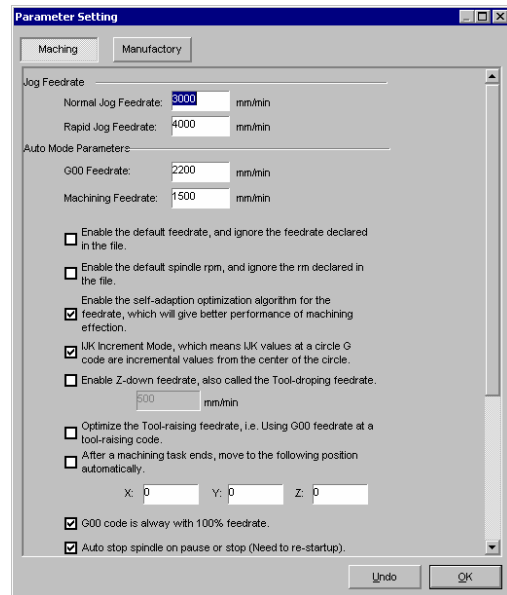 Parameter Setting
Maching
Manufactory
Jog Feedrate
Normal Jog Feedrate: 3000 mm/min
Rapid Jog Feedrate: 4000 mm/min
Auto Mode Parameters
G00 Feedrate: 2200 mm/min
Machining Feedrate: 1500 mm/min
Enable the default feedrate, and ignore the feedrate declared
in the file.
Enable the default spindle rpm, and ignore the rm declared in
the file.
Enable the self-adaption optimization algorithm for the
feedrate, which will give better performance of machining
effection.
IJK Increment Mode, which means IJK values at a circle G
code are incremental values from the center of the circle.
Enable Z-down feedrate, also called the Tool-droping feedrate.
500 mm/min
Optimize the Tool-raising feedrate, i.e. Using G00 feedrate at a
tool-raising code.
After a machining task ends, move to the following position
automatically.
X: 0 Y: 0 Z: 0
G00 code is alway with 100% feedrate.
Auto stop spindle on pause or stop (Need to re-startup).
Undo
OK